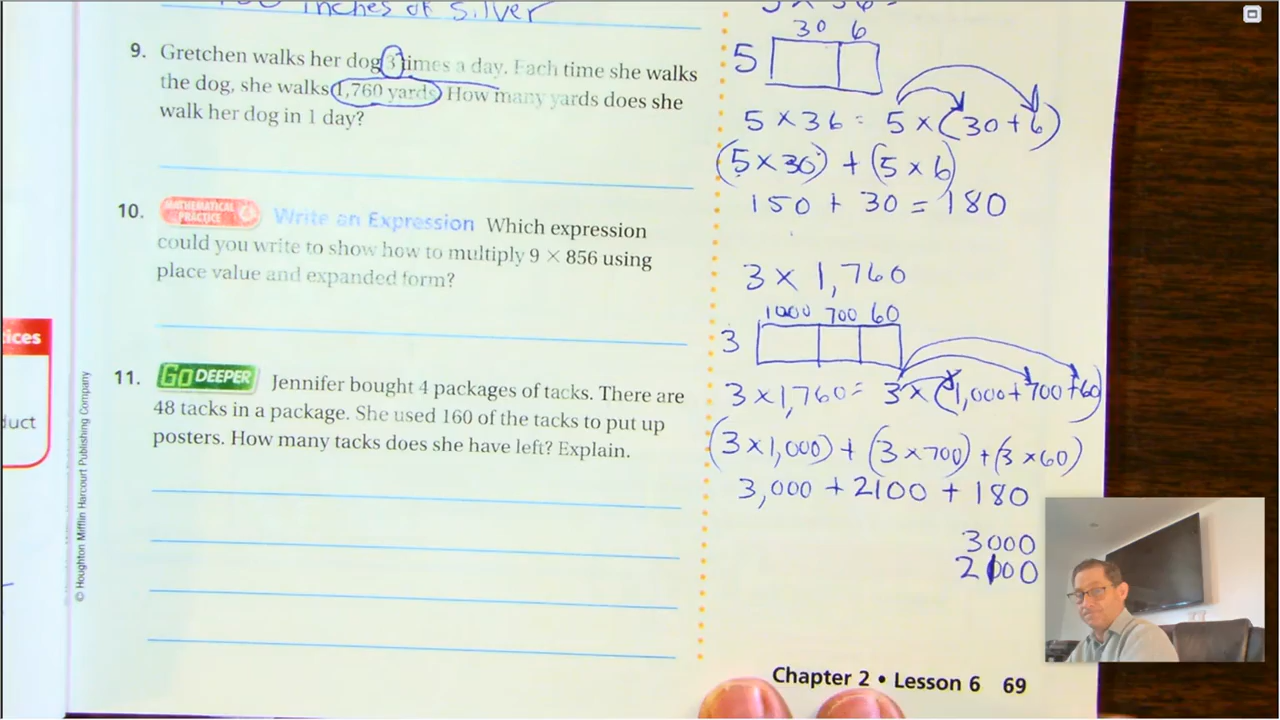 inches of silver
9. Gretchen walks her dog 3 times a day. Each time she walks
the dog, she walks 1,760 yards. How many yards does she
walk her dog in 1 day?
10. MATHEMATICAL PRACTICE 4 Write an Expression Which expression
could you write to show how to multiply 9 × 856 using
place value and expanded form?
11. GO DEEPER Jennifer bought 4 packages of tacks. There are
48 tacks in a package. She used 160 of the tacks to put up
posters. How many tacks does she have left? Explain.
ices
duct
© Houghton Mifflin Harcourt Publishing Company
30 6
5
5 × 36 = 5 × (30 + 6)
(5 × 30) + (5 × 6)
150 + 30 = 180
3 × 1,760
1000 700 60
3
3 × 1,760 = 3 × (1,000 + 700 + 60)
(3 × 1,000) + (3 × 700) + (3 × 60)
3,000 + 2100 + 180
3000
2100
Chapter 2 • Lesson 6 69